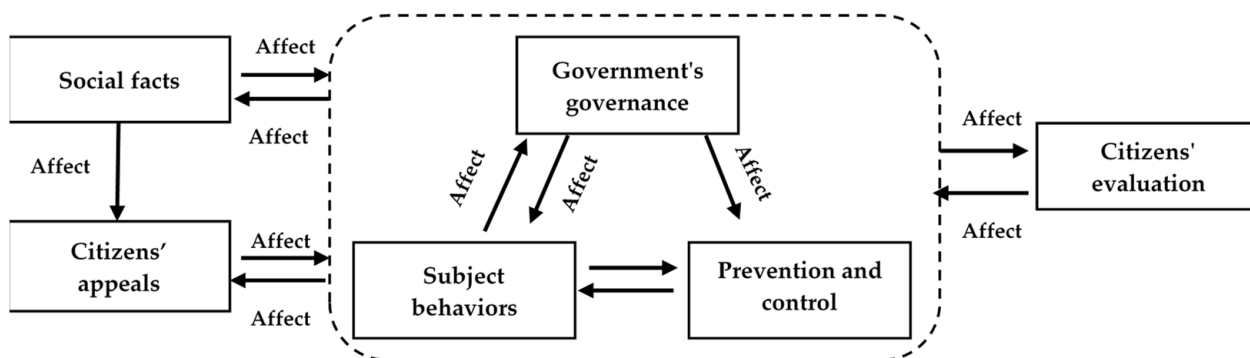 Affect
Social facts
Affect
Affect
Citizens'
appeals
Affect
Affect
Government's
governance
Affect
Affect
Affect
Subject
behaviors
Prevention and
control
Affect
Citizens'
evaluation
Affect